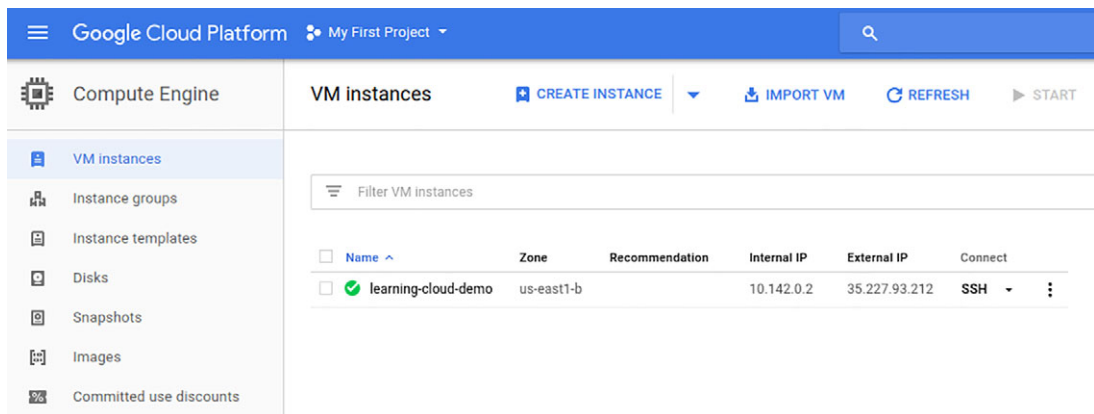 Google Cloud Platform My First Project
Compute Engine
VM instances CREATE INSTANCE IMPORT VM REFRESH START
VM instances
Instance groups
Instance templates
Disks
Snapshots
Images
Committed use discounts
Filter VM instances
Name Zone Recommendation Internal IP External IP Connect
learning-cloud-demo us-east1-b 10.142.0.2 35.227.93.212 SSH